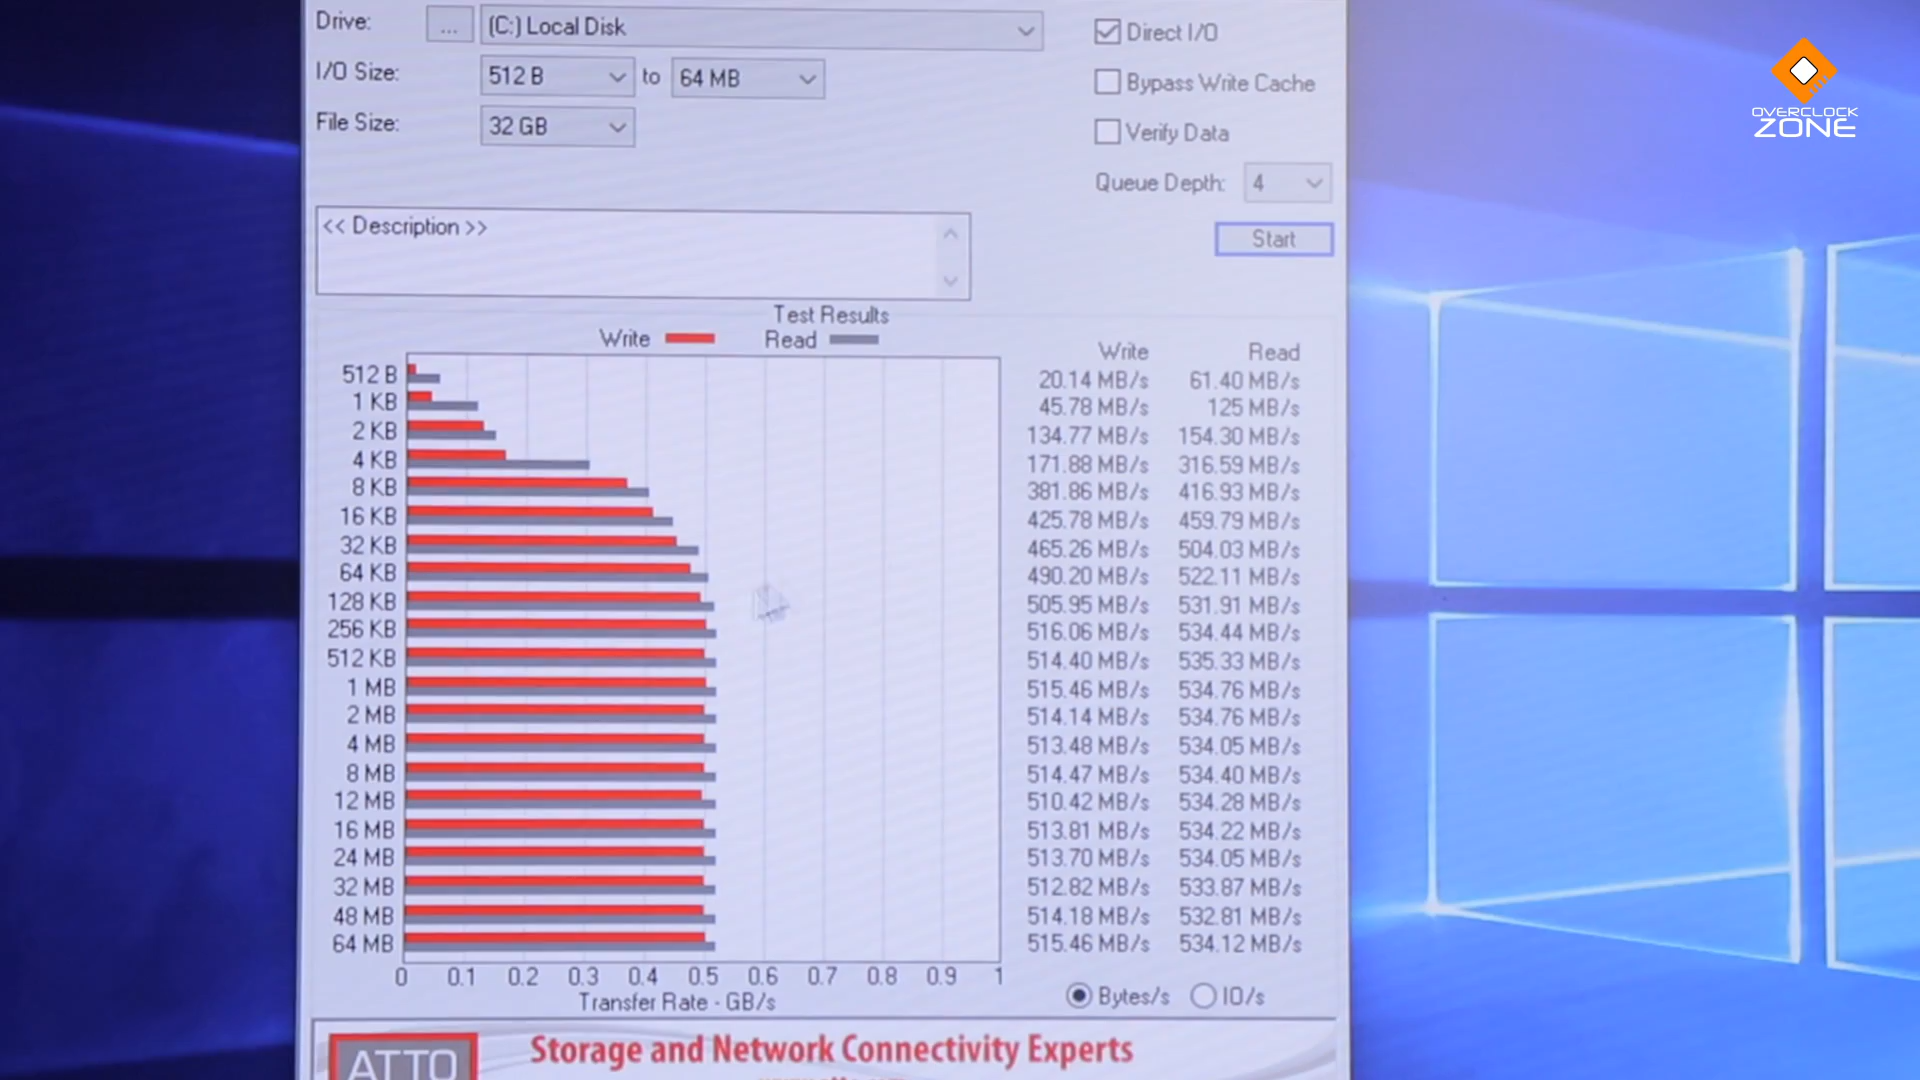 Drive: ... (C:) Local Disk
Direct I/O
I/O Size: 512 B to 64 MB
Bypass Write Cache
File Size: 32 GB
Verify Data
Queue Depth: 4
<< Description >>
Start
Test Results
Write Read
Write Read
512 B 20.14 MB/s 61.40 MB/s
1 KB 45.78 MB/s 125 MB/s
2 KB 134.77 MB/s 154.30 MB/s
4 KB 171.88 MB/s 316.59 MB/s
8 KB 381.86 MB/s 416.93 MB/s
16 KB 425.78 MB/s 459.79 MB/s
32 KB 465.26 MB/s 504.03 MB/s
64 KB 490.20 MB/s 522.11 MB/s
128 KB 505.95 MB/s 531.91 MB/s
256 KB 516.06 MB/s 534.44 MB/s
512 KB 514.40 MB/s 535.33 MB/s
1 MB 515.46 MB/s 534.76 MB/s
2 MB 514.14 MB/s 534.76 MB/s
4 MB 513.48 MB/s 534.05 MB/s
8 MB 514.47 MB/s 534.40 MB/s
12 MB 510.42 MB/s 534.28 MB/s
16 MB 513.81 MB/s 534.22 MB/s
24 MB 513.70 MB/s 534.05 MB/s
32 MB 512.82 MB/s 533.87 MB/s
48 MB 514.18 MB/s 532.81 MB/s
64 MB 515.46 MB/s 534.12 MB/s
0 0.1 0.2 0.3 0.4 0.5 0.6 0.7 0.8 0.9 1
Transfer Rate - GB/s
Bytes/s IO/s
ATTO
Storage and Network Connectivity Experts
OVERCLOCK
ZONE